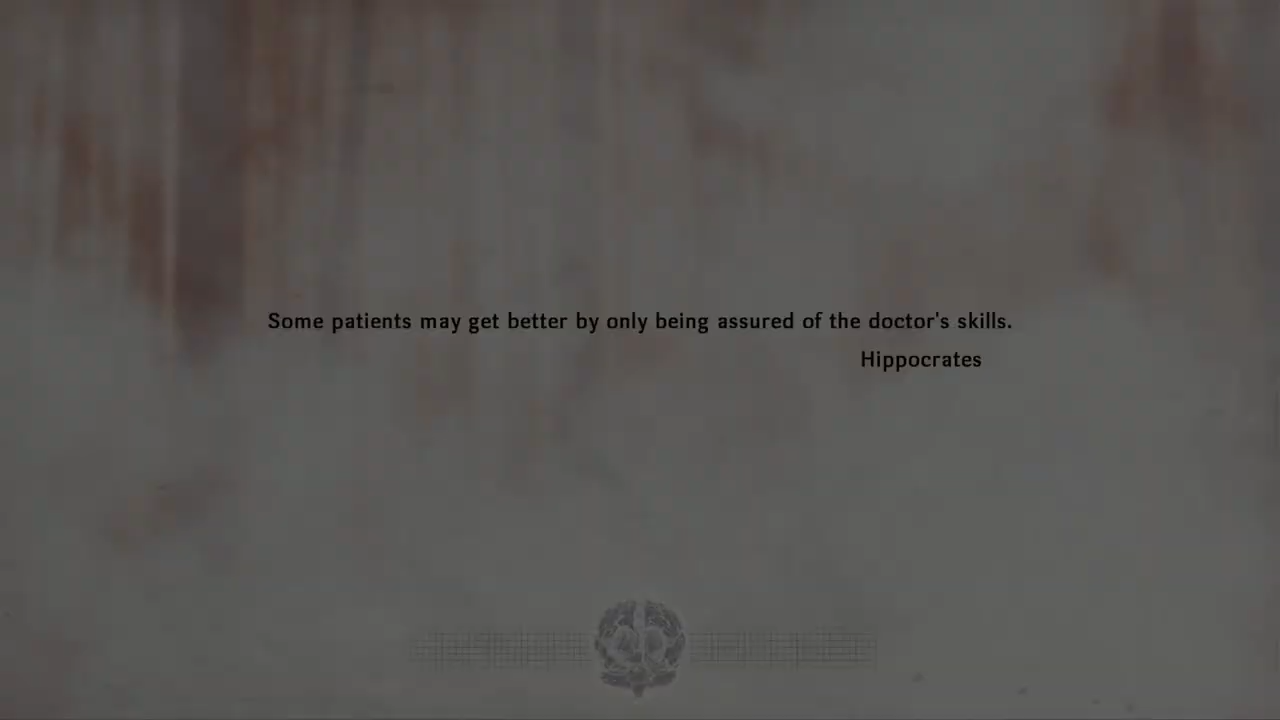 Some patients may get better by only being assured of the doctor's skills.
Hippocrates